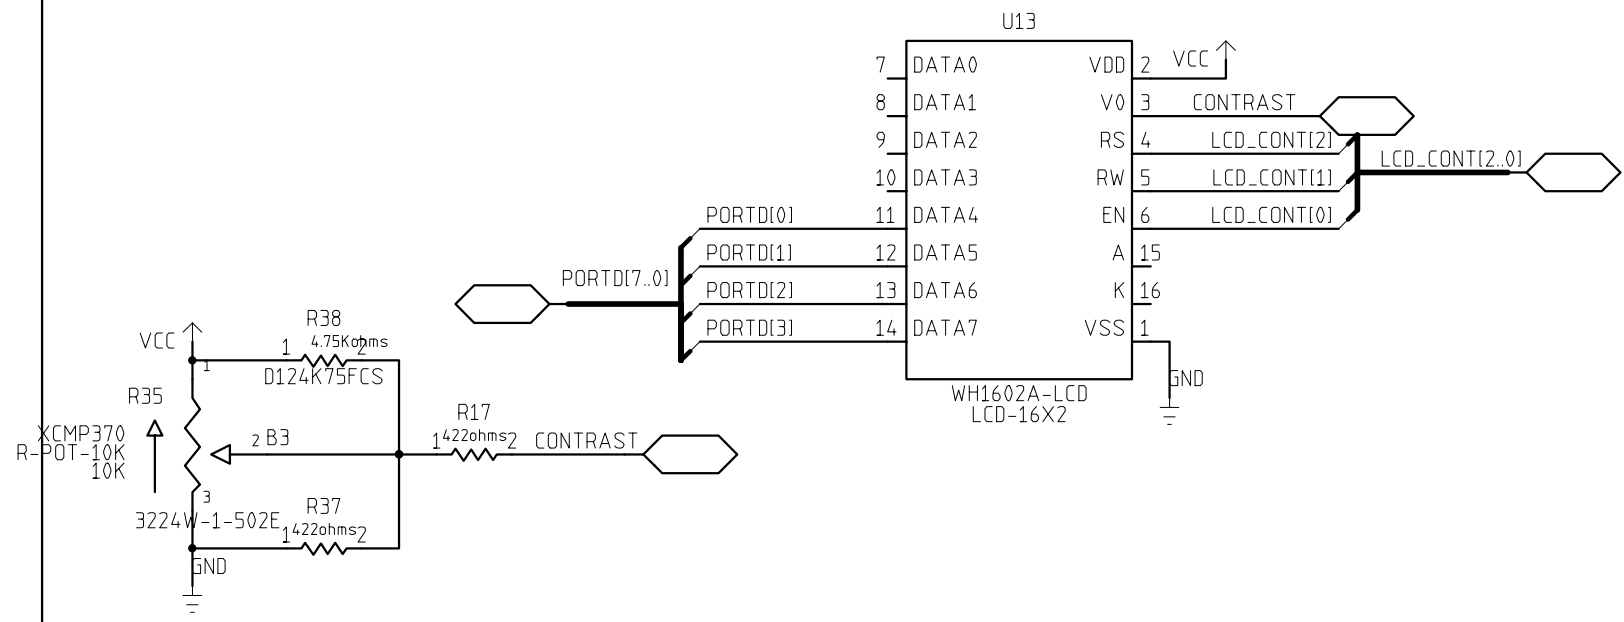 U13
7 DATA0 VDD 2 VCC
8 DATA1 V0 3 CONTRAST
9 DATA2 RS 4 LCD_CONT[2]
10 DATA3 RW 5 LCD_CONT[1]
LCD_CONT[2..0]
PORTD[0] 11 DATA4 EN 6 LCD_CONT[0]
PORTD[1] 12 DATA5 A 15
PORTD[7..0]
PORTD[2] 13 DATA6 K 16
PORTD[3] 14 DATA7 VSS 1
GND
WH1602A-LCD
LCD-16X2
R38
VCC
1 4.75Kohms 2
1
D124K75FCS
R35
R17
XCMP370
R-POT-10K
10K
2 B3
1 422ohms 2 CONTRAST
3
R37
3224W-1-502E
1 422ohms 2
GND